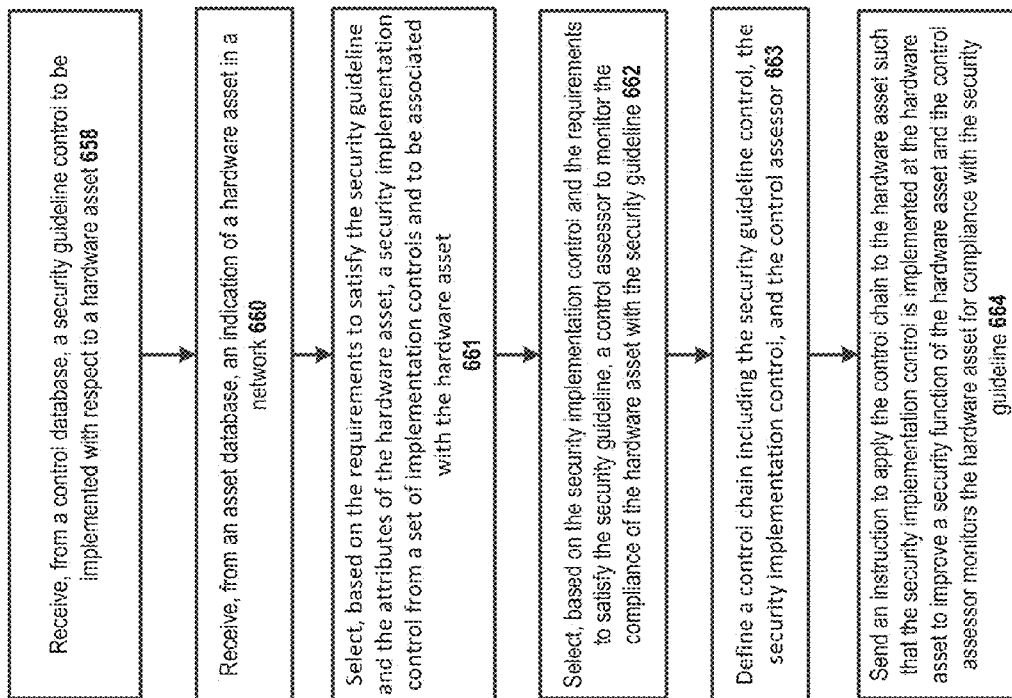 Receive, from a control database, a security guideline control to be
implemented with respect to a hardware asset 658
Receive, from an asset database, an indication of a hardware asset in a
network 660
Select, based on the requirements to satisfy the security guideline
and the attributes of the hardware asset, a security implementation
control from a set of implementation controls and to be associated
with the hardware asset
661
Select, based on the security implementation control and the requirements
to satisfy the security guideline, a control assessor to monitor the
compliance of the hardware asset with the security guideline 662
Define a control chain including the security guideline control, the
security implementation control, and the control assessor 663
Send an instruction to apply the control chain to the hardware asset such
that the security implementation control is implemented at the hardware
asset to improve a security function of the hardware asset and the control
assessor monitors the hardware asset for compliance with the security
guideline 664